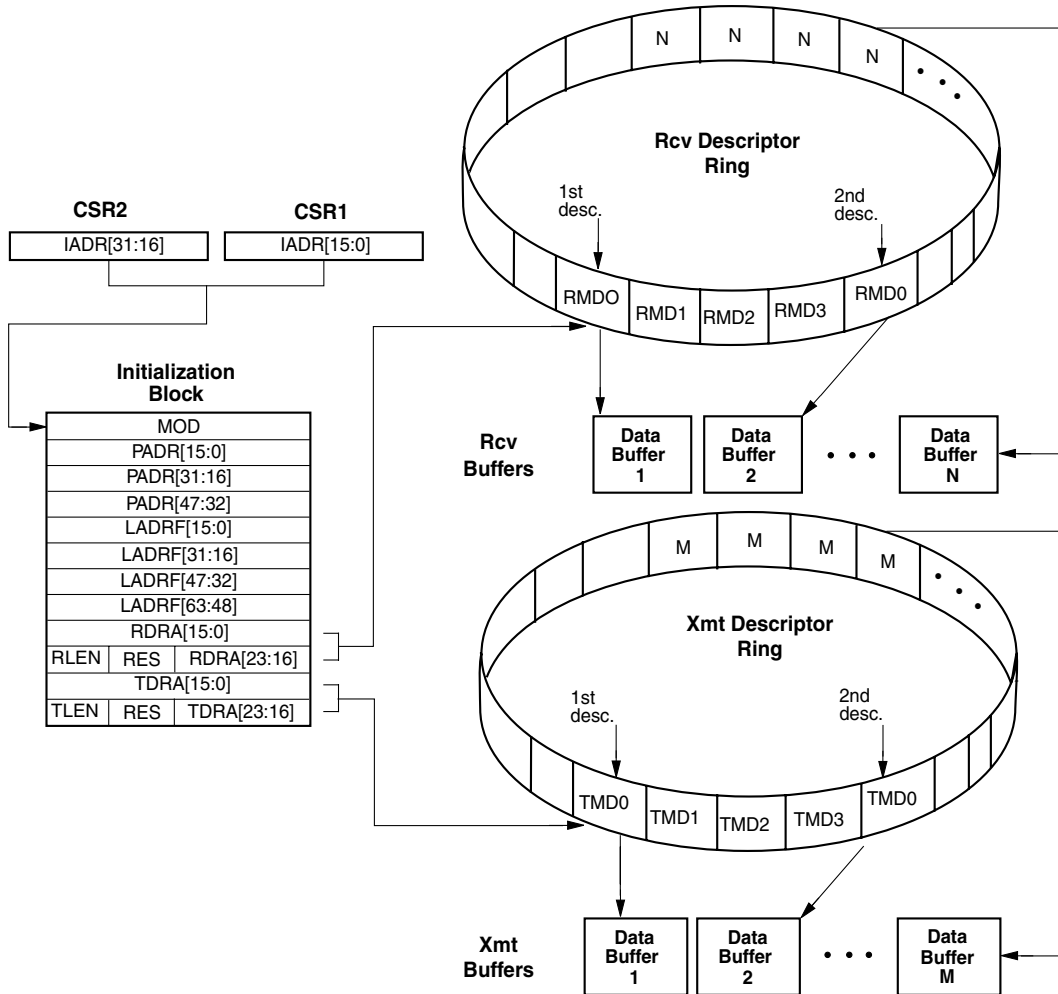 N
N
N
N
• • •
Rcv Descriptor
Ring
1st
desc.
2nd
desc.
CSR2
CSR1
IADR[31:16]
IADR[15:0]
RMDO
RMD1
RMD2
RMD3
RMD0
Initialization
Block
MOD
PADR[15:0]
PADR[31:16]
PADR[47:32]
LADRF[15:0]
LADRF[31:16]
LADRF[47:32]
LADRF[63:48]
RDRA[15:0]
RLEN RES RDRA[23:16]
TDRA[15:0]
TLEN RES TDRA[23:16]
Rcv
Buffers
Data
Buffer
1
Data
Buffer
2
• • •
Data
Buffer
N
M
M
M
M
• • •
Xmt Descriptor
Ring
1st
desc.
2nd
desc.
TMD0
TMD1
TMD2
TMD3
TMD0
Xmt
Buffers
Data
Buffer
1
Data
Buffer
2
• • •
Data
Buffer
M